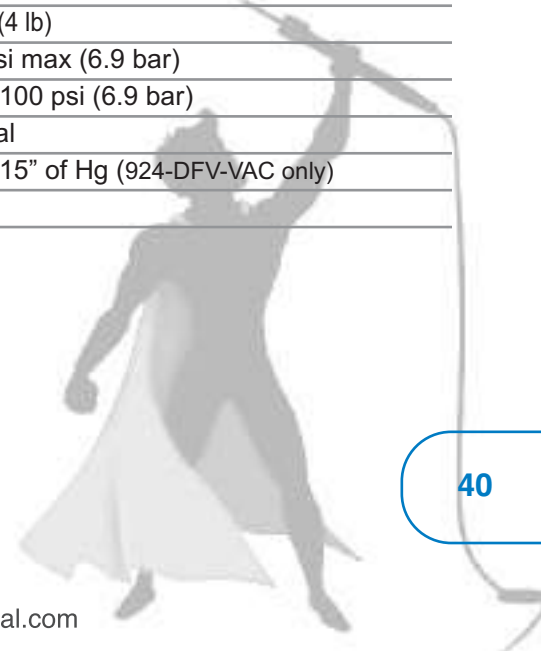 (4 lb)
si max (6.9 bar)
100 psi (6.9 bar)
al
15” of Hg (924-DFV-VAC only)
40
al.com